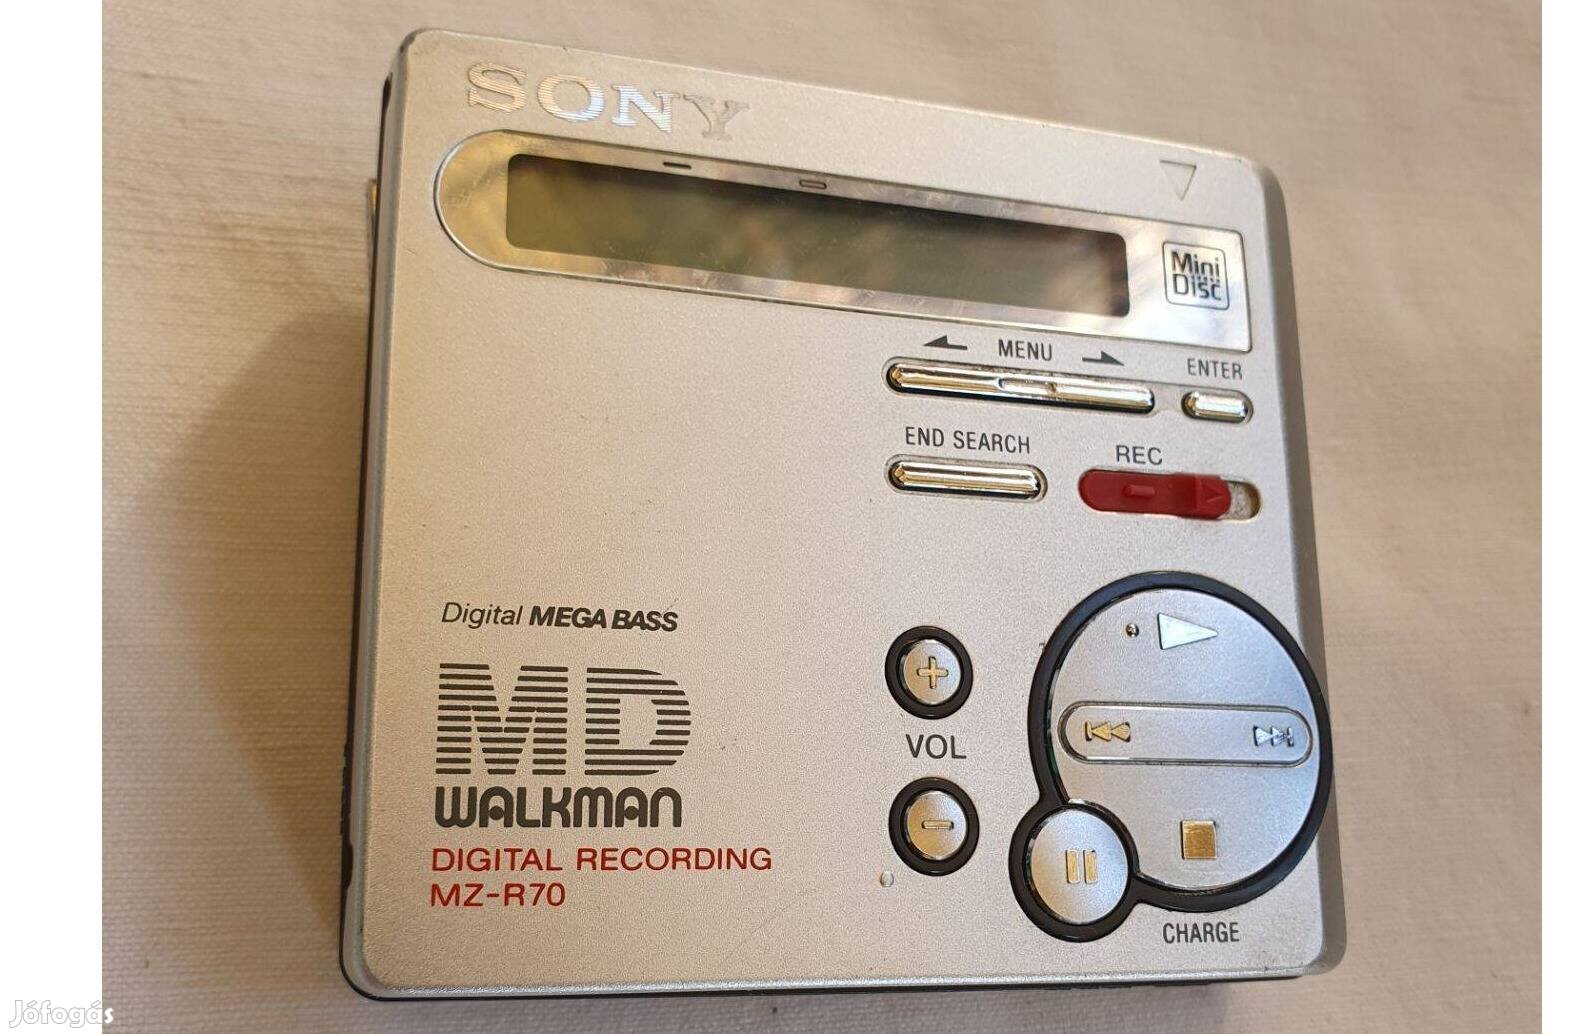 SONY
Mini
Disc
MENU
ENTER
END SEARCH
REC
Digital MEGA BASS
MD
WALKMAN
VOL
DIGITAL RECORDING
MZ-R70
CHARGE
Jófogás